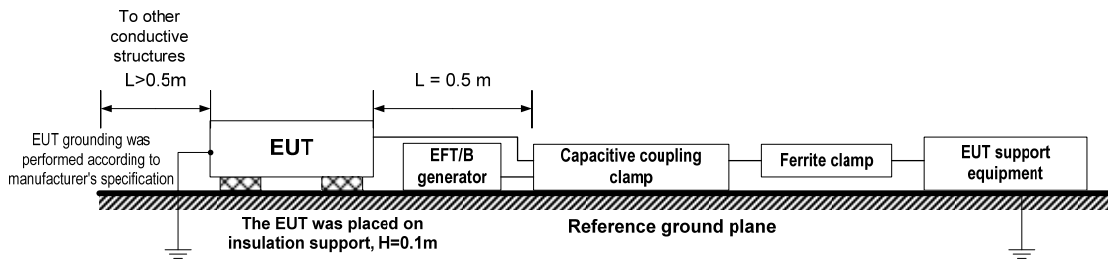 To other
conductive
structures
L>0.5m
L = 0.5 m
EUT grounding was
performed according to
manufacturer's specification
EUT
EFT/B
generator
Capacitive coupling
clamp
Ferrite clamp
EUT support
equipment
The EUT was placed on
insulation support, H=0.1m
Reference ground plane